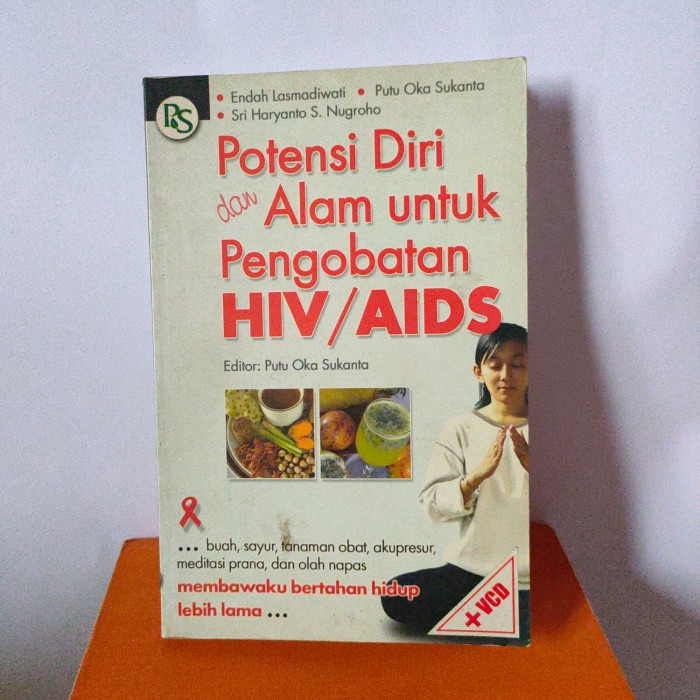 PS
• Endah Lasmadiwati • Putu Oka Sukanta
• Sri Haryanto S. Nugroho
Potensi Diri
dan Alam untuk
Pengobatan
HIV/AIDS
Editor: Putu Oka Sukanta
... buah, sayur, tanaman obat, akupresur,
meditasi prana, dan olah napas
membawaku bertahan hidup
lebih lama ...
+ VCD